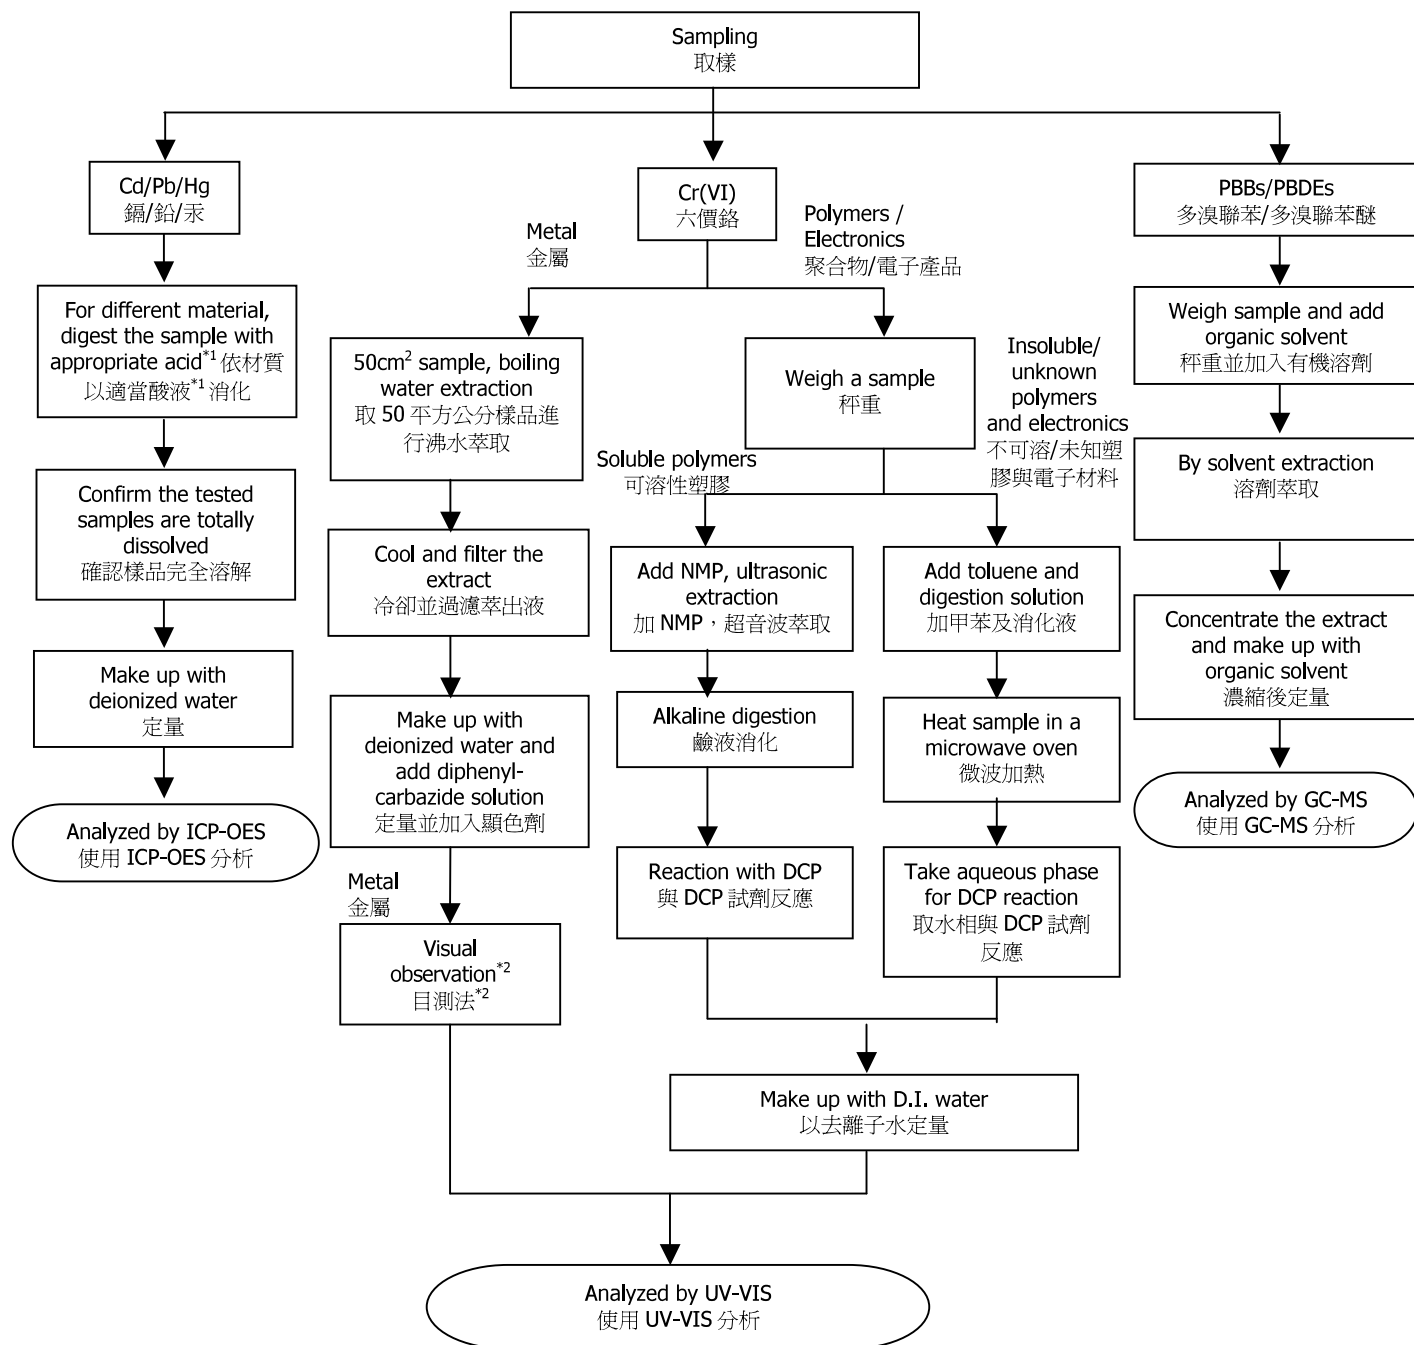 Sampling
取樣
Cd/Pb/Hg
鎘/鉛/汞
Cr(VI)
六價鉻
PBBs/PBDEs
多溴聯苯/多溴聯苯醚
Metal
金屬
Polymers /
Electronics
聚合物/電子產品
For different material,
digest the sample with
appropriate acid*1 依材質
以適當酸液*1 消化
50cm2 sample, boiling
water extraction
取 50 平方公分樣品進
行沸水萃取
Weigh a sample
秤重
Insoluble/
unknown
polymers
and electronics
不可溶/未知塑
膠與電子材料
Weigh sample and add
organic solvent
秤重並加入有機溶劑
Soluble polymers
可溶性塑膠
By solvent extraction
溶劑萃取
Confirm the tested
samples are totally
dissolved
確認樣品完全溶解
Cool and filter the
extract
冷卻並過濾萃出液
Add NMP, ultrasonic
extraction
加 NMP，超音波萃取
Add toluene and
digestion solution
加甲苯及消化液
Concentrate the extract
and make up with
organic solvent
濃縮後定量
Make up with
deionized water
定量
Make up with
deionized water and
add diphenyl-
carbazide solution
定量並加入顯色劑
Alkaline digestion
鹼液消化
Heat sample in a
microwave oven
微波加熱
Analyzed by GC-MS
使用 GC-MS 分析
Analyzed by ICP-OES
使用 ICP-OES 分析
Metal
金屬
Reaction with DCP
與 DCP 試劑反應
Take aqueous phase
for DCP reaction
取水相與 DCP 試劑
反應
Visual
observation*2
目測法*2
Make up with D.I. water
以去離子水定量
Analyzed by UV-VIS
使用 UV-VIS 分析